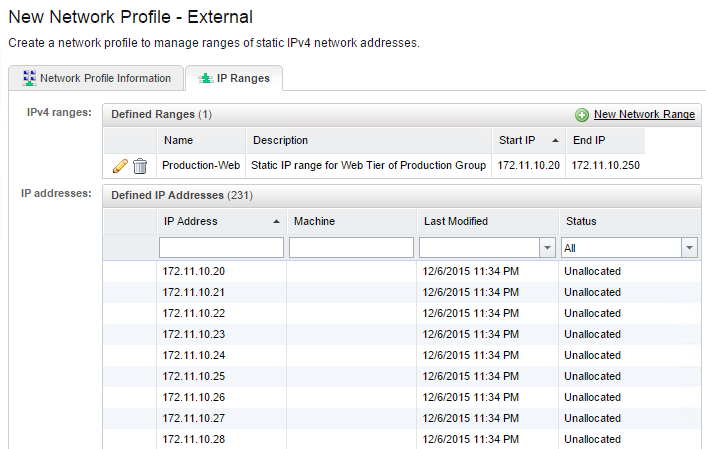 New Network Profile - External
Create a network profile to manage ranges of static IPv4 network addresses.
Network Profile Information IP Ranges
IPv4 ranges: Defined Ranges (1) New Network Range
Name Description Start IP End IP
Production-Web Static IP range for Web Tier of Production Group 172.11.10.20 172.11.10.250
IP addresses: Defined IP Addresses (231)
IP Address Machine Last Modified Status
All
172.11.10.20 12/6/2015 11:34 PM Unallocated
172.11.10.21 12/6/2015 11:34 PM Unallocated
172.11.10.22 12/6/2015 11:34 PM Unallocated
172.11.10.23 12/6/2015 11:34 PM Unallocated
172.11.10.24 12/6/2015 11:34 PM Unallocated
172.11.10.25 12/6/2015 11:34 PM Unallocated
172.11.10.26 12/6/2015 11:34 PM Unallocated
172.11.10.27 12/6/2015 11:34 PM Unallocated
172.11.10.28 12/6/2015 11:34 PM Unallocated